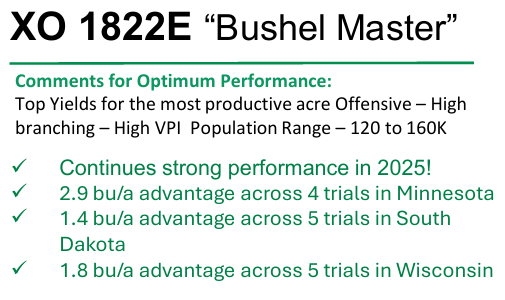 XO 1822E “Bushel Master”
Comments for Optimum Performance:
Top Yields for the most productive acre Offensive – High
branching – High VPI  Population Range – 120 to 160K
✓ Continues strong performance in 2025!
✓ 2.9 bu/a advantage across 4 trials in Minnesota
✓ 1.4 bu/a advantage across 5 trials in South
Dakota
✓ 1.8 bu/a advantage across 5 trials in Wisconsin